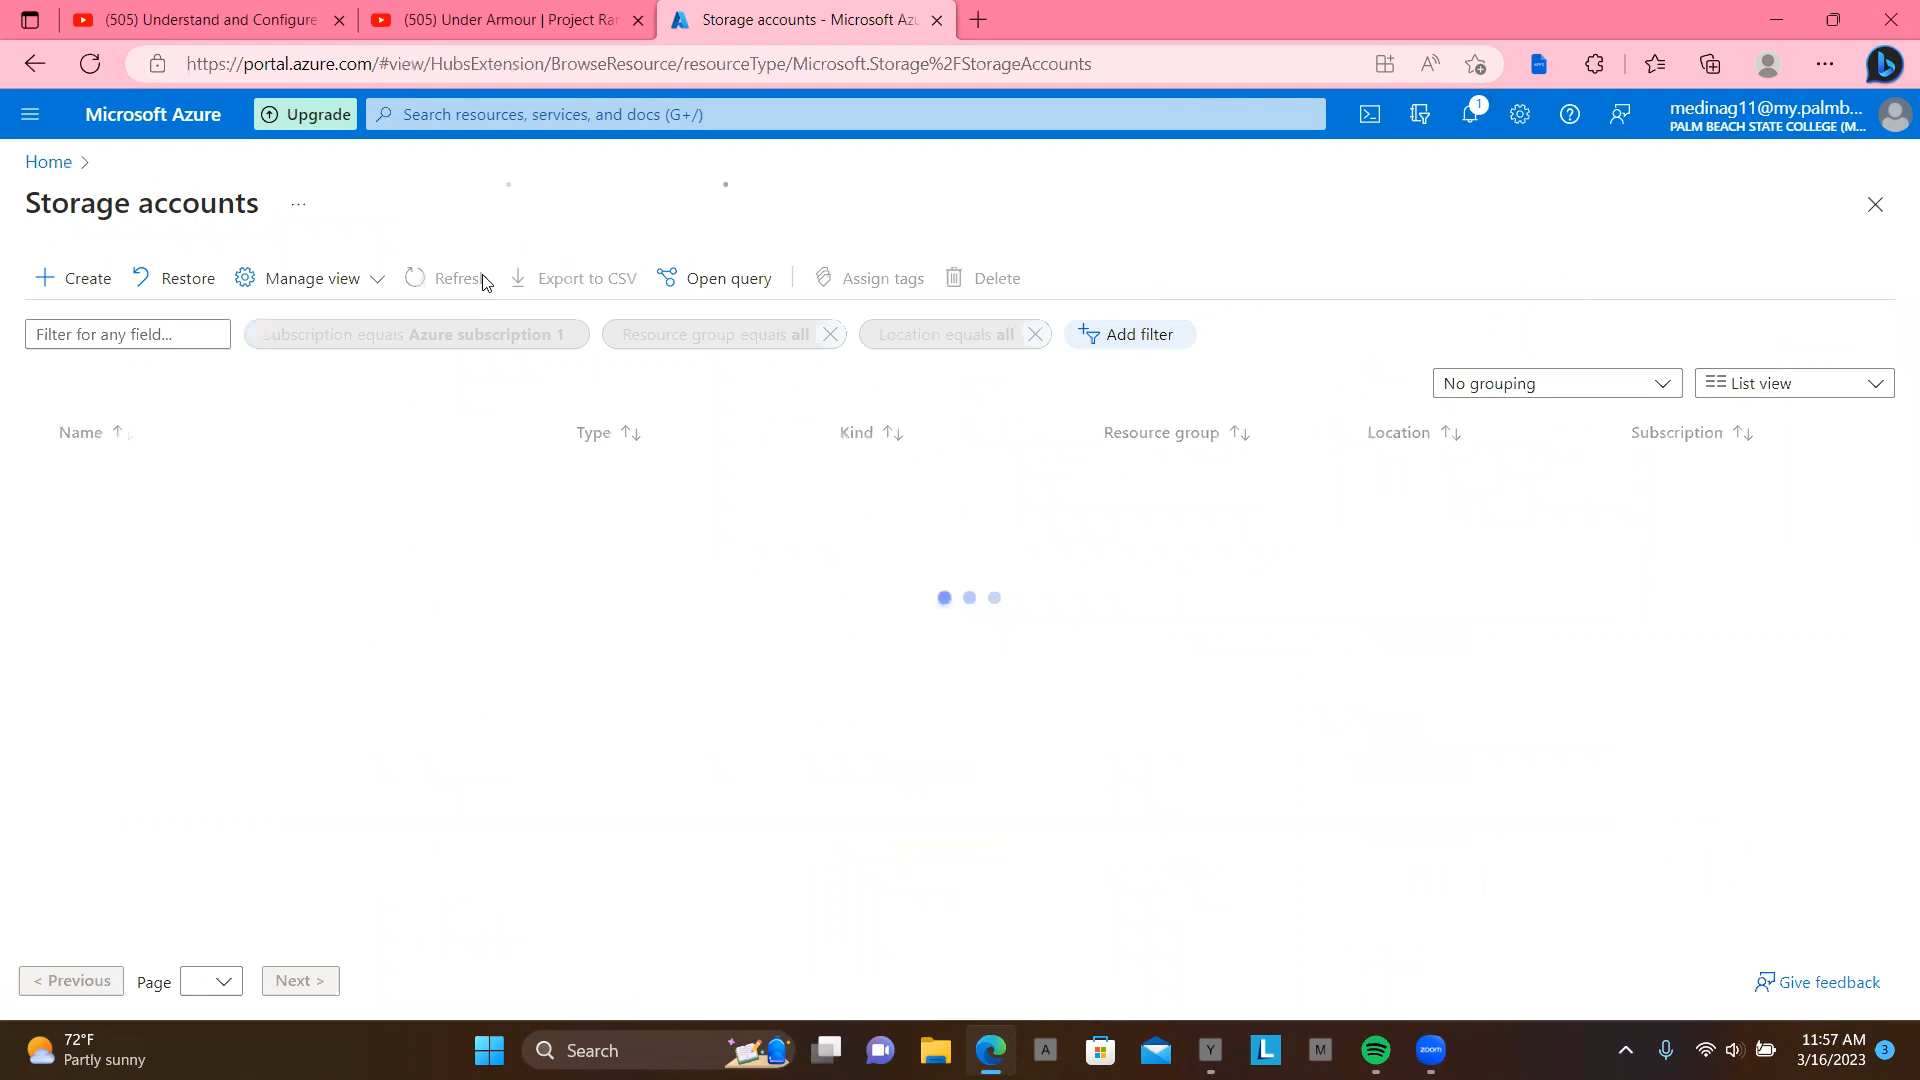 (505) Understand and Configure
(505) Under Armour | Project Ra
Storage accounts - Microsoft Azu
https://portal.azure.com/#view/HubsExtension/BrowseResource/resourceType/Microsoft.Storage%2FStorageAccounts
Microsoft Azure
Upgrade
Search resources, services, and docs (G+/)
1
medinag11@my.palmb...
PALM BEACH STATE COLLEGE (M...
Home >
Storage accounts ...
+ Create
Restore
Manage view
Refresh
Export to CSV
Open query
Assign tags
Delete
Filter for any field...
Subscription equals Azure subscription 1
Resource group equals all
Location equals all
Add filter
No grouping
List view
Name
Type
Kind
Resource group
Location
Subscription
< Previous
Page
Next >
Give feedback
72°F
Partly sunny
Search
A
Y
L
M
zoom
11:57 AM
3/16/2023
3